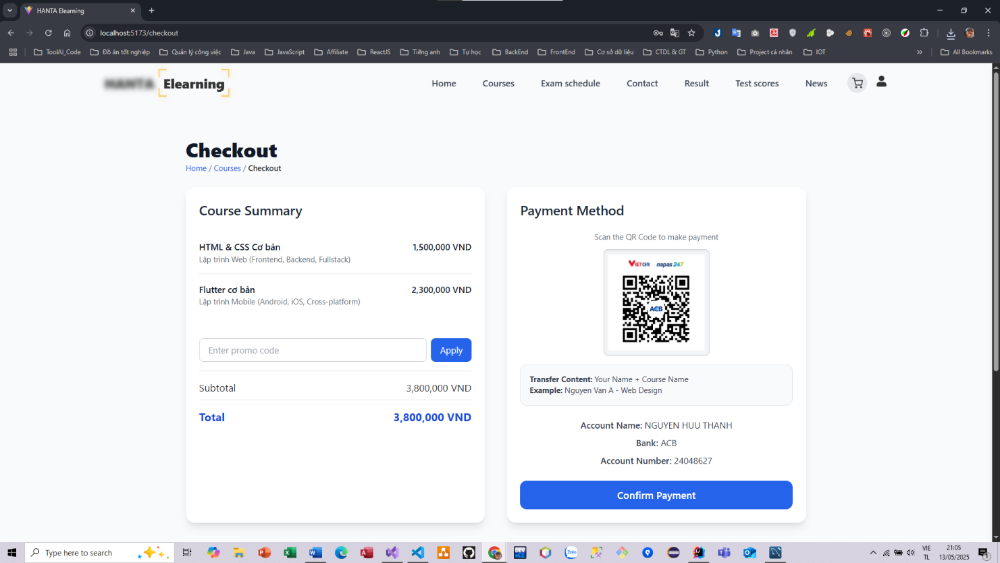 HANTA Elearning
localhost:5173/checkout
ToolAI_Code
Đồ án tốt nghiệp
Quản lý công việc
Java
JavaScript
Affiliate
ReactJS
Tiếng anh
Tự học
BackEnd
FrontEnd
Cơ sở dữ liệu
CTDL & GT
Python
Project cá nhân
IOT
All Bookmarks
HANTA Elearning
Home
Courses
Exam schedule
Contact
Result
Test scores
News
Checkout
Home / Courses / Checkout
Course Summary
HTML & CSS Cơ bản 1,500,000 VND
Lập trình Web (Frontend, Backend, Fullstack)
Flutter cơ bản 2,300,000 VND
Lập trình Mobile (Android, iOS, Cross-platform)
Enter promo code Apply
Subtotal 3,800,000 VND
Total 3,800,000 VND
Payment Method
Scan the QR Code to make payment
VIETQR napas 247
ACB
Transfer Content: Your Name + Course Name
Example: Nguyen Van A - Web Design
Account Name: NGUYEN HUU THANH
Bank: ACB
Account Number: 24048627
Confirm Payment
Type here to search
DEV
Zalo
VIE
TL
21:05
13/05/2025
1